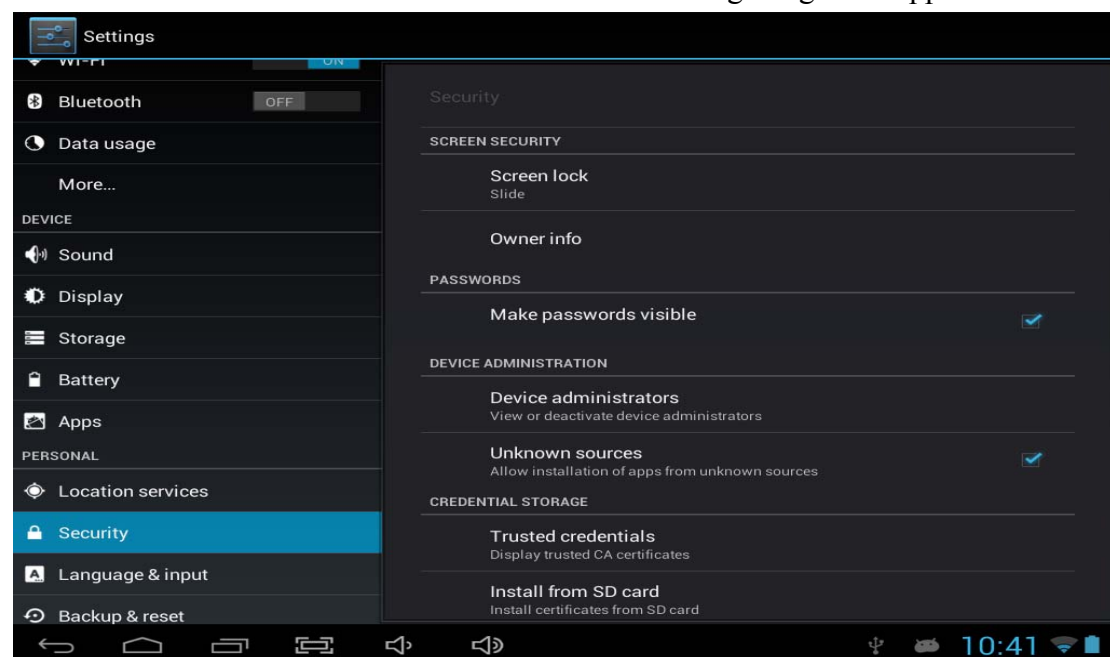 Settings
WI-FI
ON
Bluetooth
OFF
Data usage
More...
DEVICE
Sound
Display
Storage
Battery
Apps
PERSONAL
Location services
Security
Language & input
Backup & reset
Security
SCREEN SECURITY
Screen lock
Slide
Owner info
PASSWORDS
Make passwords visible
DEVICE ADMINISTRATION
Device administrators
View or deactivate device administrators
Unknown sources
Allow installation of apps from unknown sources
CREDENTIAL STORAGE
Trusted credentials
Display trusted CA certificates
Install from SD card
Install certificates from SD card
10:41